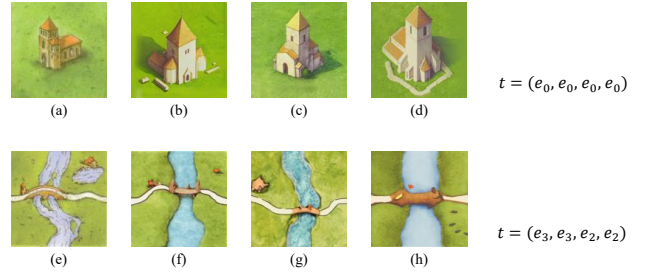 (a) (b) (c) (d)
t = (e₀, e₀, e₀, e₀)
(e) (f) (g) (h)
t = (e₃, e₃, e₂, e₂)